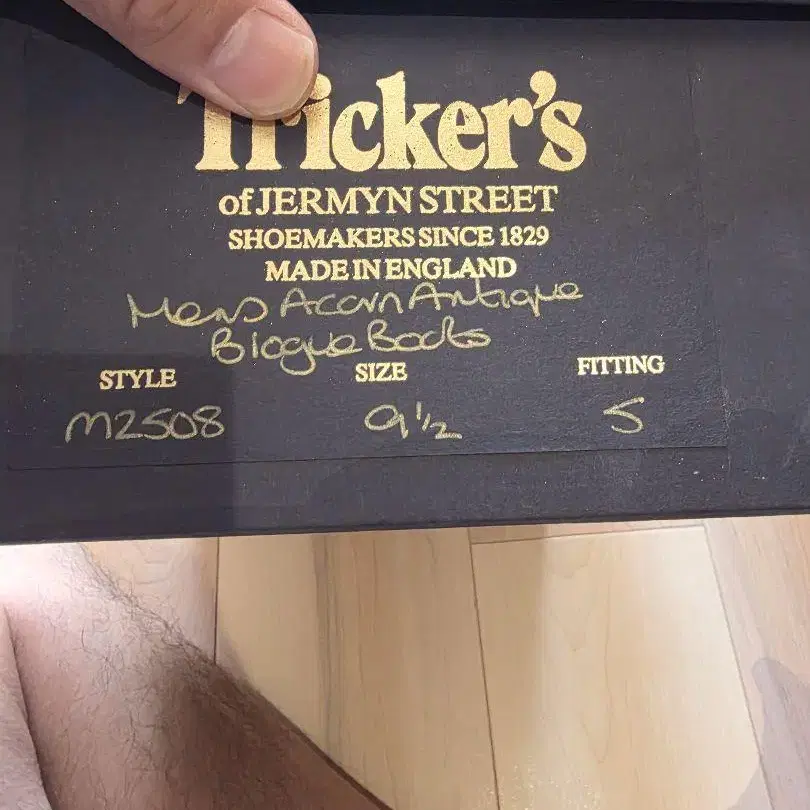 Tricker's
of JERMYN STREET
SHOEMAKERS SINCE 1829
MADE IN ENGLAND
Mens Acorn Antique
Brogue Boots
STYLE SIZE FITTING
M2508 9½ 5